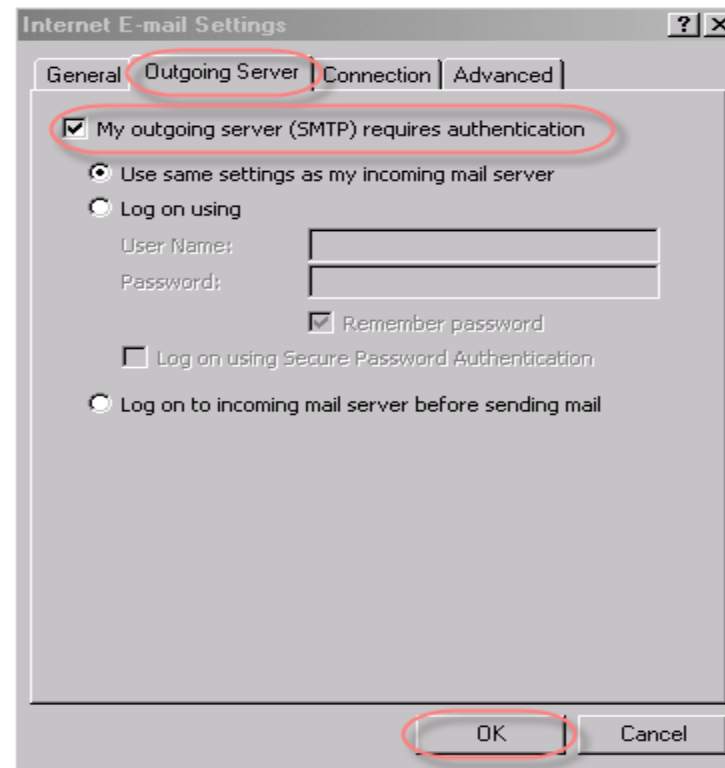 Internet E-mail Settings
General Outgoing Server Connection Advanced
My outgoing server (SMTP) requires authentication
Use same settings as my incoming mail server
Log on using
User Name:
Password:
Remember password
Log on using Secure Password Authentication
Log on to incoming mail server before sending mail
OK Cancel